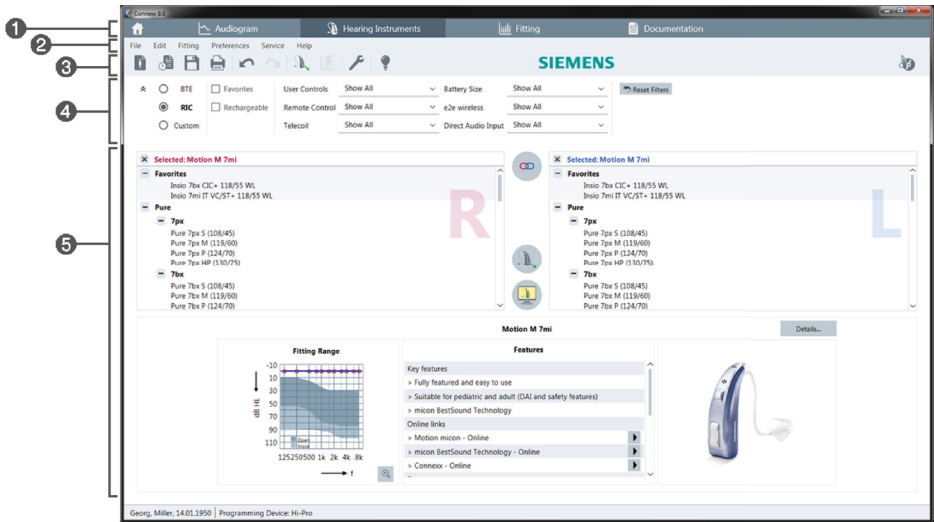 Connexx 8.0
1 Audiogram Hearing Instruments Fitting Documentation
2 File Edit Fitting Preferences Service Help
3 SIEMENS
BTE Favorites User Controls Show All Battery Size Show All Reset Filters
4 RIC Rechargeable Remote Control Show All e2e wireless Show All
Custom Telecoil Show All Direct Audio Input Show All
Selected: Motion M 7mi
Favorites
Insio 7bx CIC+ 118/55 WL
Insio 7mi IT VC/ST+ 118/55 WL
Pure
R
7px
Pure 7px S (108/45)
5
Pure 7px M (119/60)
Pure 7px P (124/70)
Pure 7px HP (130/75)
7bx
Pure 7bx S (108/45)
Pure 7bx M (119/60)
Pure 7bx P (124/70)
Selected: Motion M 7mi
Favorites
Insio 7bx CIC+ 118/55 WL
Insio 7mi IT VC/ST+ 118/55 WL
Pure
L
7px
Pure 7px S (108/45)
Pure 7px M (119/60)
Pure 7px P (124/70)
Pure 7px HP (130/75)
7bx
Pure 7bx S (108/45)
Pure 7bx M (119/60)
Pure 7bx P (124/70)
Motion M 7mi Details...
Fitting Range
-10
10
30
50
70
90
110
dB HL
Open
125250500 1k 2k 4k 8k
f
Features
Key features
> Fully featured and easy to use
> Suitable for pediatric and adult (DAI and safety features)
> micon BestSound Technology
Online links
> Motion micon - Online
> micon BestSound Technology - Online
> Connexx - Online
Georg, Miller, 14.01.1950 Programming Device: Hi-Pro